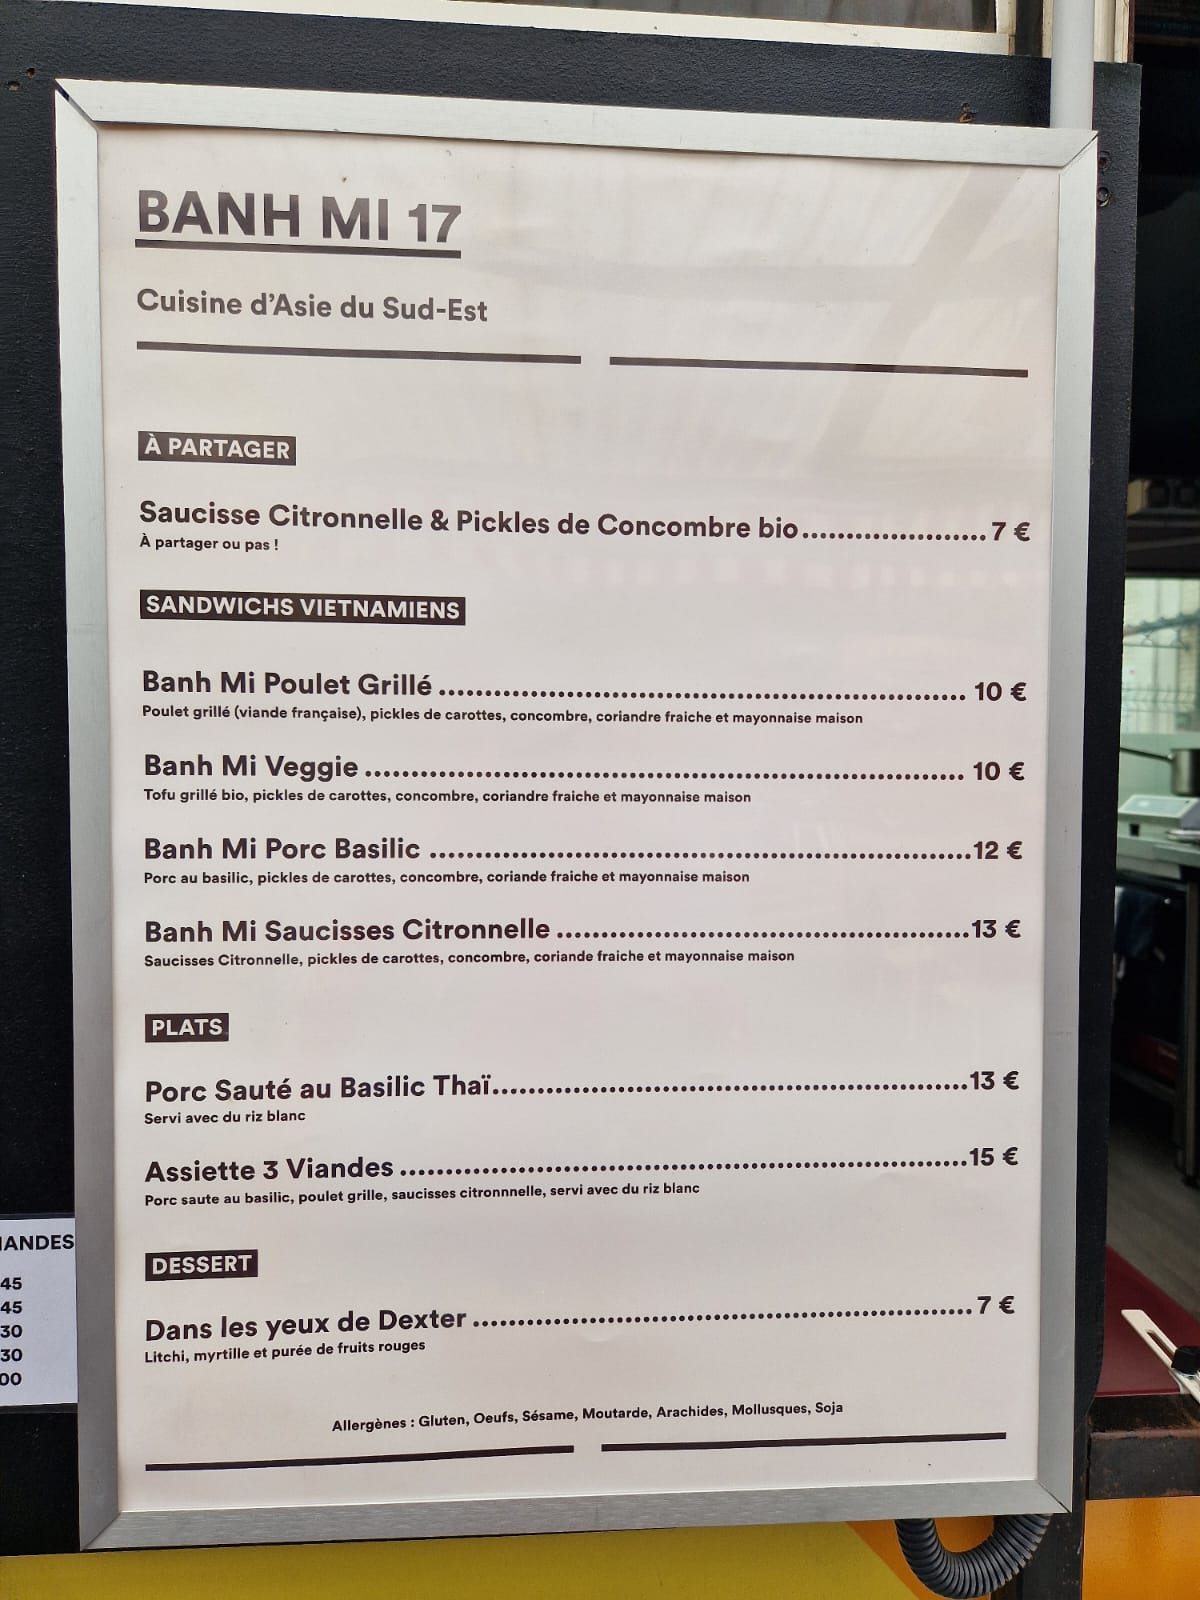 BANH MI 17
Cuisine d'Asie du Sud-Est
À PARTAGER
Saucisse Citronnelle & Pickles de Concombre bio.....................7 €
À partager ou pas !
SANDWICHS VIETNAMIENS
Banh Mi Poulet Grillé ......................................................... 10 €
Poulet grillé (viande française), pickles de carottes, concombre, coriandre fraiche et mayonnaise maison
Banh Mi Veggie ................................................................. 10 €
Tofu grillé bio, pickles de carottes, concombre, coriandre fraiche et mayonnaise maison
Banh Mi Porc Basilic ...........................................................12 €
Porc au basilic, pickles de carottes, concombre, coriande fraiche et mayonnaise maison
Banh Mi Saucisses Citronnelle .............................................13 €
Saucisses Citronnelle, pickles de carottes, concombre, coriande fraiche et mayonnaise maison
PLATS
Porc Sauté au Basilic Thaï....................................................13 €
Servi avec du riz blanc
Assiette 3 Viandes ..............................................................15 €
Porc saute au basilic, poulet grille, saucisses citronnnelle, servi avec du riz blanc
DESSERT
Dans les yeux de Dexter ......................................................7 €
Litchi, myrtille et purée de fruits rouges
Allergènes : Gluten, Oeufs, Sésame, Moutarde, Arachides, Mollusques, Soja
45
45
30
30
00